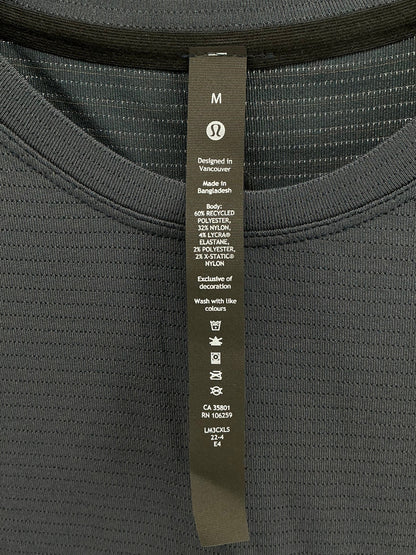 M
Designed in
Vancouver
Made in
Bangladesh
Body:
60% RECYCLED
POLYESTER,
32% NYLON,
4% LYCRA®
ELASTANE,
2% POLYESTER,
2% X-STATIC®
NYLON
Exclusive of
decoration
Wash with like
colours
CA 35801
RN 106259
LM3CXLS
22-4
E4